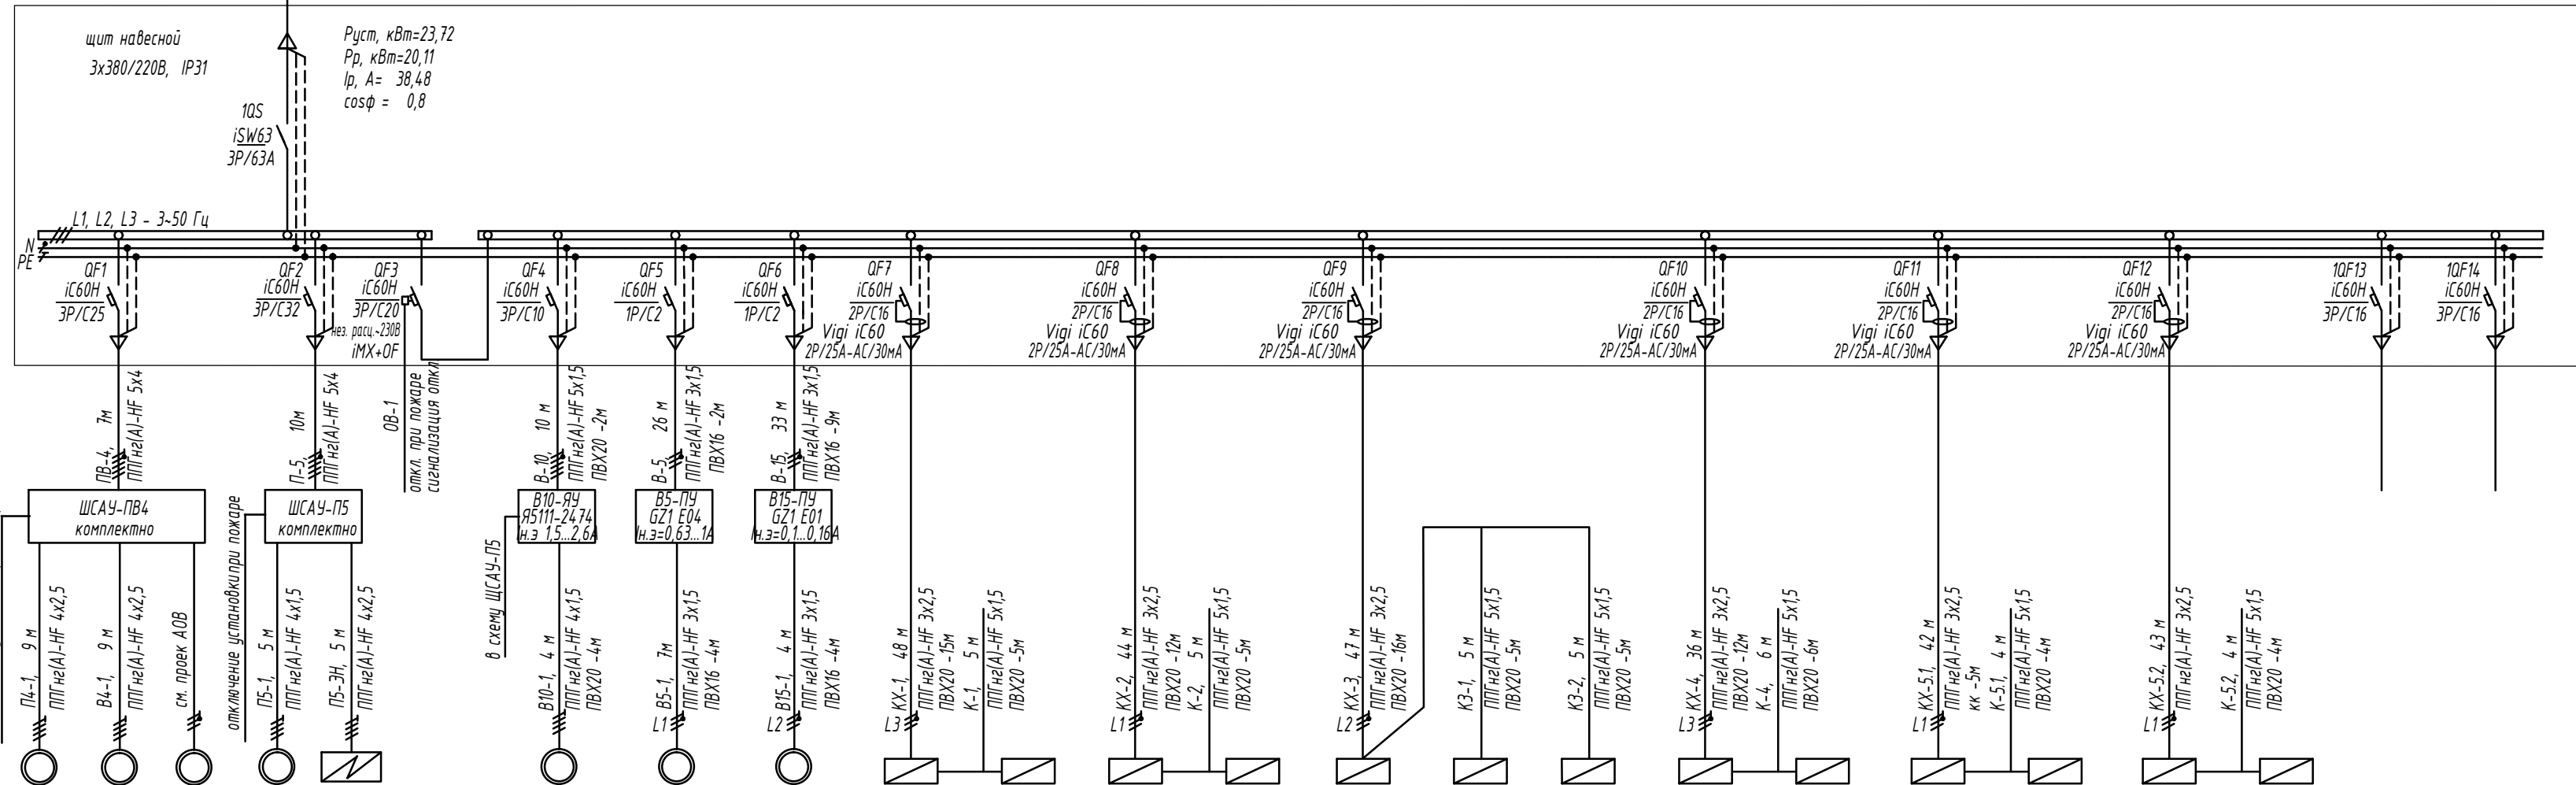 щит навесной
3х380/220В, IP31
Руст, кВт=23,72
Рр, кВт=20,11
Iр, А= 38,48
cosφ = 0,8
1QS
iSW63
3P/63A
L1, L2, L3 - 3~50 Гц
N
PE
QF1
iC60H
3P/C25
QF2
iC60H
3P/C32
QF3
iC60H
3P/C20
нез. расц.~230В
iMX+OF
QF4
iC60H
3P/C10
QF5
iC60H
1P/C2
QF6
iC60H
1P/C2
QF7
iC60H
2P/C16
Vigi iC60
2P/25A-AC/30мА
QF8
iC60H
2P/C16
Vigi iC60
2P/25A-AC/30мА
QF9
iC60H
2P/C16
Vigi iC60
2P/25A-AC/30мА
QF10
iC60H
2P/C16
Vigi iC60
2P/25A-AC/30мА
QF11
iC60H
2P/C16
Vigi iC60
2P/25A-AC/30мА
QF12
iC60H
2P/C16
Vigi iC60
2P/25A-AC/30мА
1QF13
iC60H
3P/C16
1QF14
iC60H
3P/C16
ПВ-4, 7м
ППГнг(А)-HF 5х4
П-5, 10м
ППГнг(А)-HF 5х4
ОВ-1
откл. при пожаре
сигнализация откл
В-10, 10 м
ППГнг(А)-HF 5х1,5
ПВХ20 -2м
В-5, 26 м
ППГнг(А)-HF 3х1,5
ПВХ16 -2м
В-15, 33 м
ППГнг(А)-HF 3х1,5
ПВХ16 -9м
ШСАУ-ПВ4
комплектно
ШСАУ-П5
комплектно
В10-ЯУ
Я5111-2474
Iн.э 1,5...2,6А
В5-ПУ
GZ1 E04
Iн.э=0,63...1А
В15-ПУ
GZ1 E01
Iн.э=0,1...0,16А
П4-1, 9 м
ППГнг(А)-HF 4х2,5
В4-1, 9 м
ППГнг(А)-HF 4х2,5
см. проек АОВ
отключение установкипри пожаре
П5-1, 5 м
ППГнг(А)-HF 4х1,5
П5-ЗН, 5 м
ППГнг(А)-HF 4х2,5
в схему ЩСАУ-П5
В10-1, 4 м
ППГнг(А)-HF 4х1,5
ПВХ20 -4м
В5-1, 7м
ППГнг(А)-HF 3х1,5
ПВХ16 -4м
L1
В15-1, 4 м
ППГнг(А)-HF 3х1,5
ПВХ16 -4м
L2
КХ-1, 48 м
ППГнг(А)-HF 3х2,5
ПВХ20 -15м
L3
К-1, 5 м
ППГнг(А)-HF 5х1,5
ПВХ20 -5м
КХ-2, 44 м
ППГнг(А)-HF 3х2,5
ПВХ20 -12м
L1
К-2, 5 м
ППГнг(А)-HF 5х1,5
ПВХ20 -5м
КХ-3, 47 м
ППГнг(А)-HF 3х2,5
ПВХ20 -16м
L2
К3-1, 5 м
ППГнг(А)-HF 5х1,5
ПВХ20 -5м
К3-2, 5 м
ППГнг(А)-HF 5х1,5
ПВХ20 -5м
КХ-4, 36 м
ППГнг(А)-HF 3х2,5
ПВХ20 -12м
L3
К-4, 6 м
ППГнг(А)-HF 5х1,5
ПВХ20 -6м
КХ-5.1, 42 м
ППГнг(А)-HF 3х2,5
кк -5м
L1
К-5.1, 4 м
ППГнг(А)-HF 5х1,5
ПВХ20 -4м
КХ-5.2, 43 м
ППГнг(А)-HF 3х2,5
L1
К-5.2, 4 м
ППГнг(А)-HF 5х1,5
ПВХ20 -4м